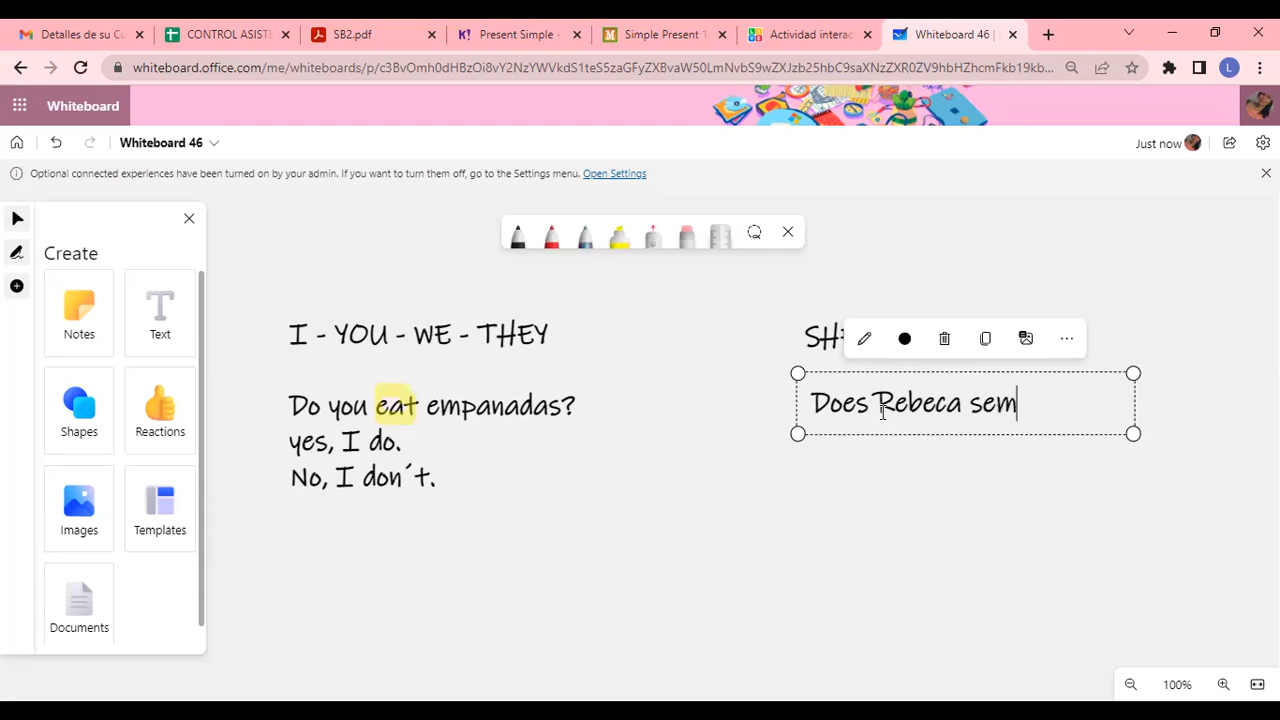 Detalles de su Cu
CONTROL ASISTE
SB2.pdf
Present Simple -
Simple Present T
Actividad interac
Whiteboard 46 |
whiteboard.office.com/me/whiteboards/p/
L
Whiteboard
Whiteboard 46
Just now
Optional connected experiences have been turned on by your admin. If you want to turn them off, go to the Settings menu. Open Settings
Create
Notes
Text
Shapes
Reactions
Images
Templates
Documents
I - YOU - WE - THEY
Do you eat empanadas?
yes, I do.
No, I don´t.
SH
Does Rebeca sem
100%